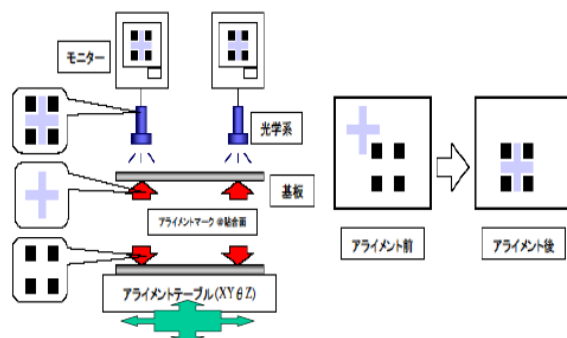 モニター
光学系
基板
アライメントマーク@貼合面
アライメントテーブル(XYθZ)
アライメント前
アライメント後